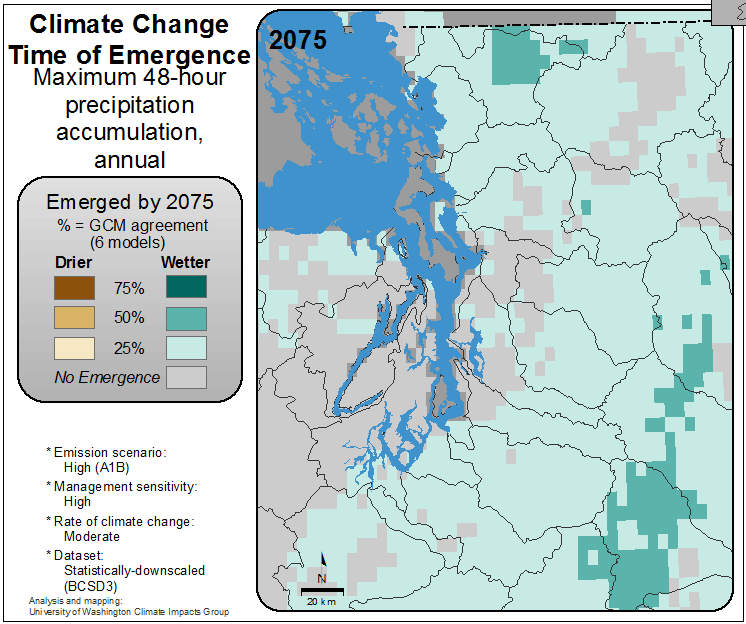 Climate Change
Time of Emergence
Maximum 48-hour
precipitation
accumulation,
annual
Emerged by 2075
% = GCM agreement
(6 models)
Drier Wetter
75%
50%
25%
No Emergence
* Emission scenario:
High (A1B)
* Management sensitivity:
High
* Rate of climate change:
Moderate
* Dataset:
Statistically-downscaled
(BCSD3)
Analysis and mapping:
University of Washington Climate Impacts Group
2075
N
20 km